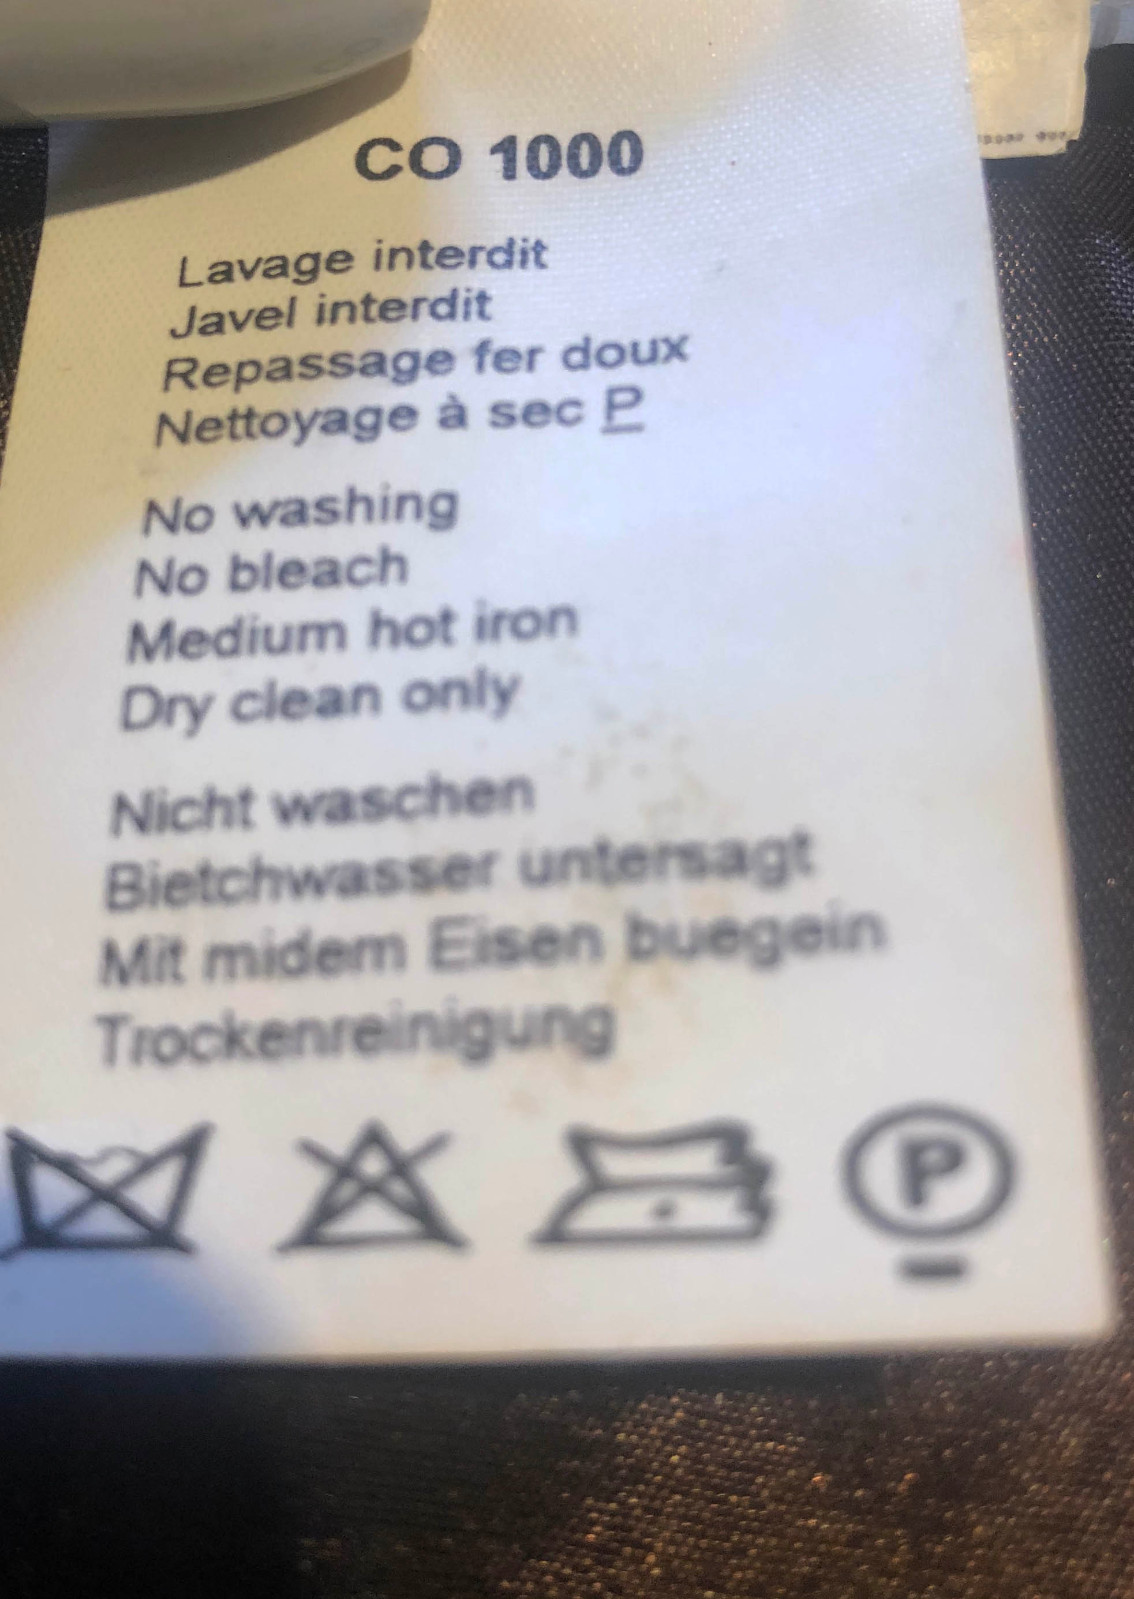 CO 1000
Lavage interdit
Javel interdit
Repassage fer doux
Nettoyage à sec P
No washing
No bleach
Medium hot iron
Dry clean only
Nicht waschen
Bietchwasser untersagt
Mit midem Eisen buegein
Trockenreinigung
P